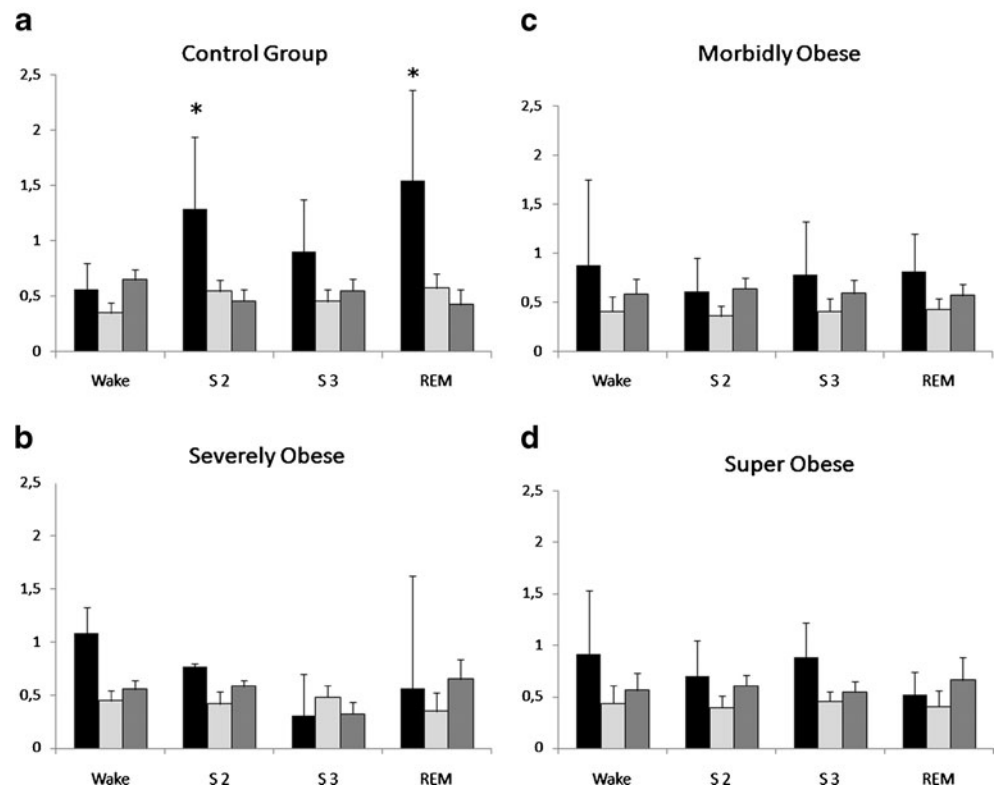 a
Control Group
2,5
2
1,5
1
0,5
0
*
*
Wake S 2 S 3 REM
b
Severely Obese
2,5
2
1,5
1
0,5
0
Wake S 2 S 3 REM
c
Morbidly Obese
2,5
2
1,5
1
0,5
0
Wake S 2 S 3 REM
d
Super Obese
2,5
2
1,5
1
0,5
0
Wake S 2 S 3 REM